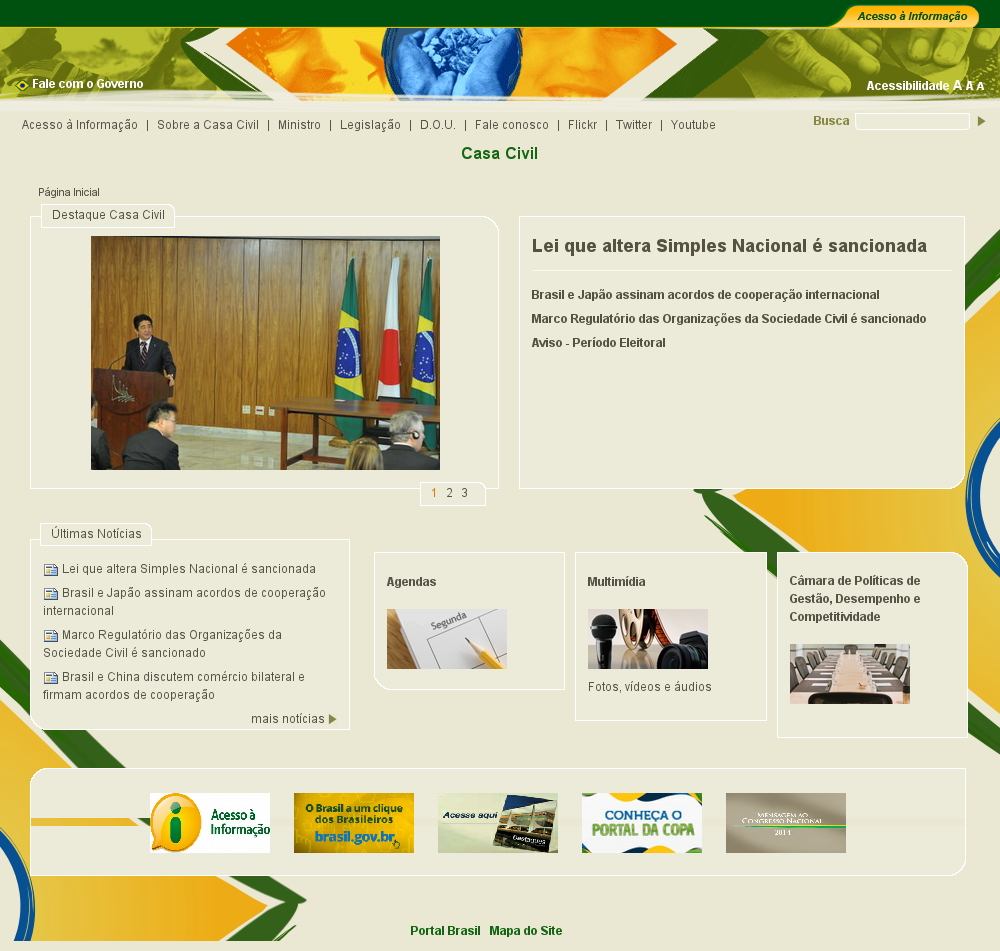 Acesso à Informação
Fale com o Governo
Acessibilidade A A A
Acesso à Informação | Sobre a Casa Civil | Ministro | Legislação | D.O.U. | Fale conosco | Flickr | Twitter | Youtube
Busca
Casa Civil
Página Inicial
Destaque Casa Civil
1 2 3
Lei que altera Simples Nacional é sancionada
Brasil e Japão assinam acordos de cooperação internacional
Marco Regulatório das Organizações da Sociedade Civil é sancionado
Aviso - Período Eleitoral
Últimas Notícias
Lei que altera Simples Nacional é sancionada
Brasil e Japão assinam acordos de cooperação
internacional
Marco Regulatório das Organizações da
Sociedade Civil é sancionado
Brasil e China discutem comércio bilateral e
firmam acordos de cooperação
mais notícias
Agendas
Segunda
Multimídia
Fotos, vídeos e áudios
Câmara de Políticas de
Gestão, Desempenho e
Competitividade
Acesso à
Informação
O Brasil a um clique
dos Brasileiros
brasil.gov.br
Acesse aqui
Destaques
CONHEÇA O
PORTAL DA COPA
MENSAGEM AO
CONGRESSO NACIONAL
2014
Portal Brasil Mapa do Site